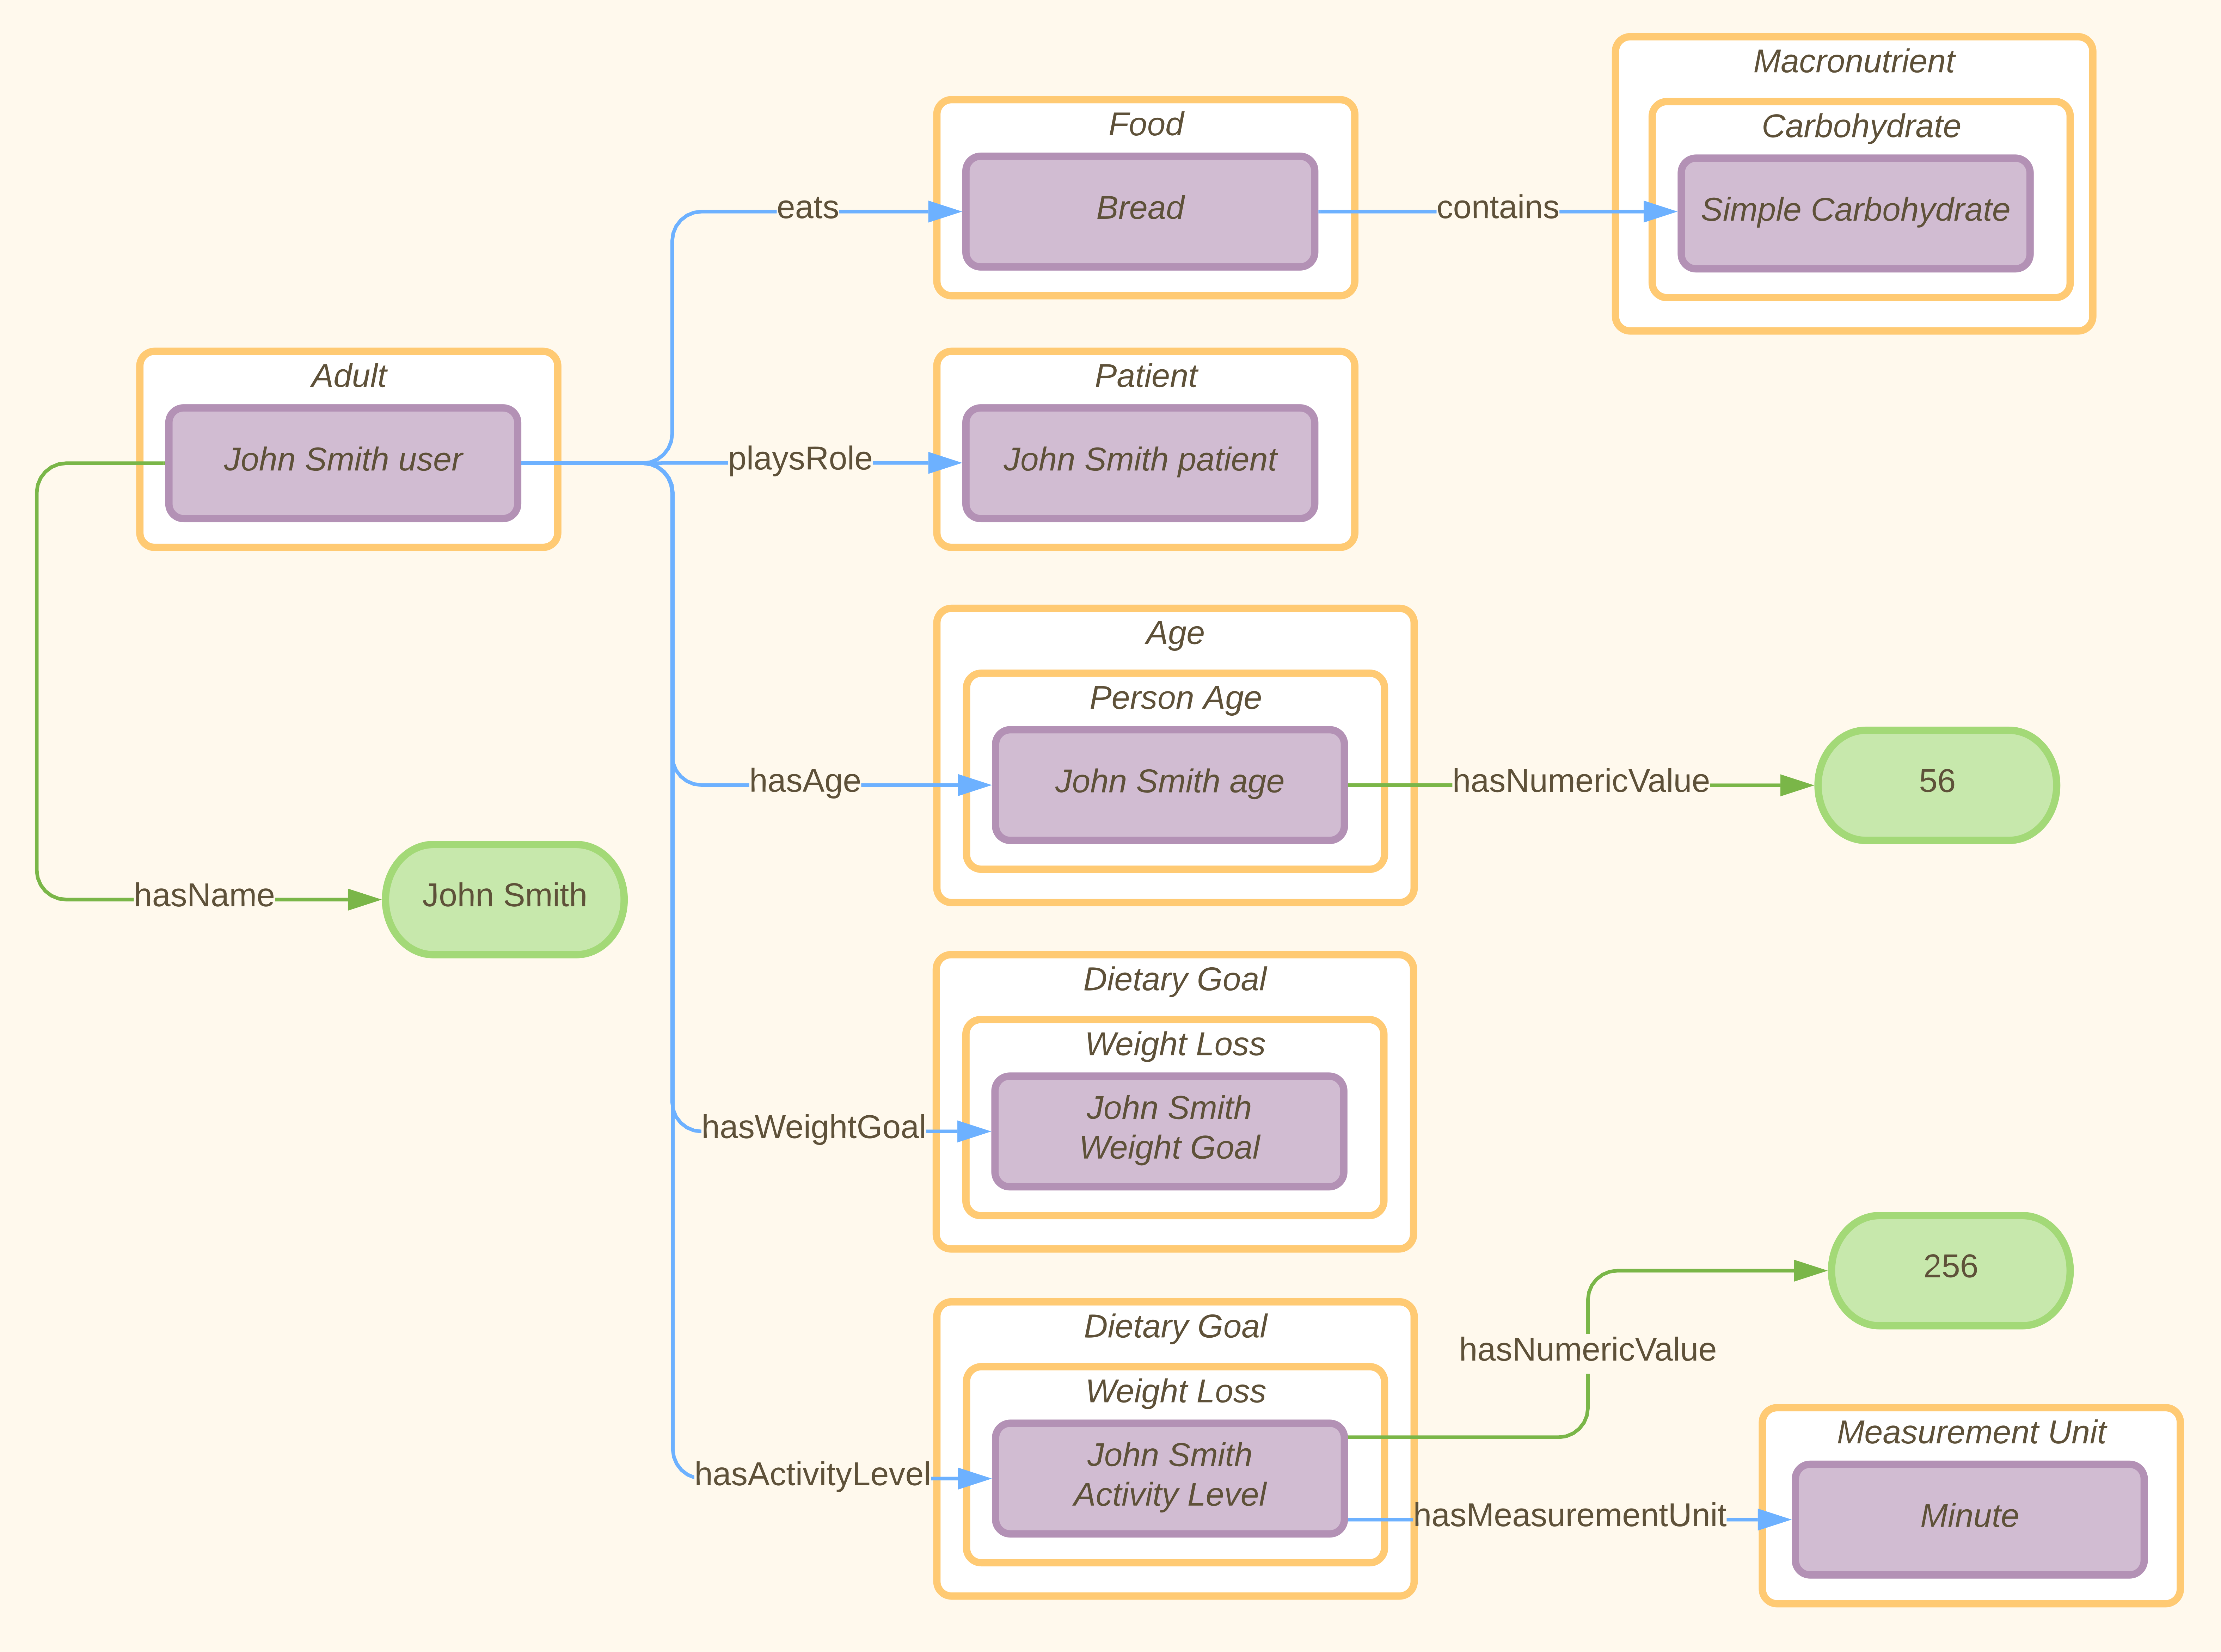 Macronutrient
Food
Carbohydrate
eats
Bread
contains
Simple Carbohydrate
Adult
Patient
John Smith user
playsRole
John Smith patient
Age
Person Age
hasAge
John Smith age
hasNumericValue
56
hasName
John Smith
Dietary Goal
Weight Loss
hasWeightGoal
John Smith
Weight Goal
256
Dietary Goal
hasNumericValue
Weight Loss
Measurement Unit
hasActivityLevel
John Smith
Activity Level
hasMeasurementUnit
Minute